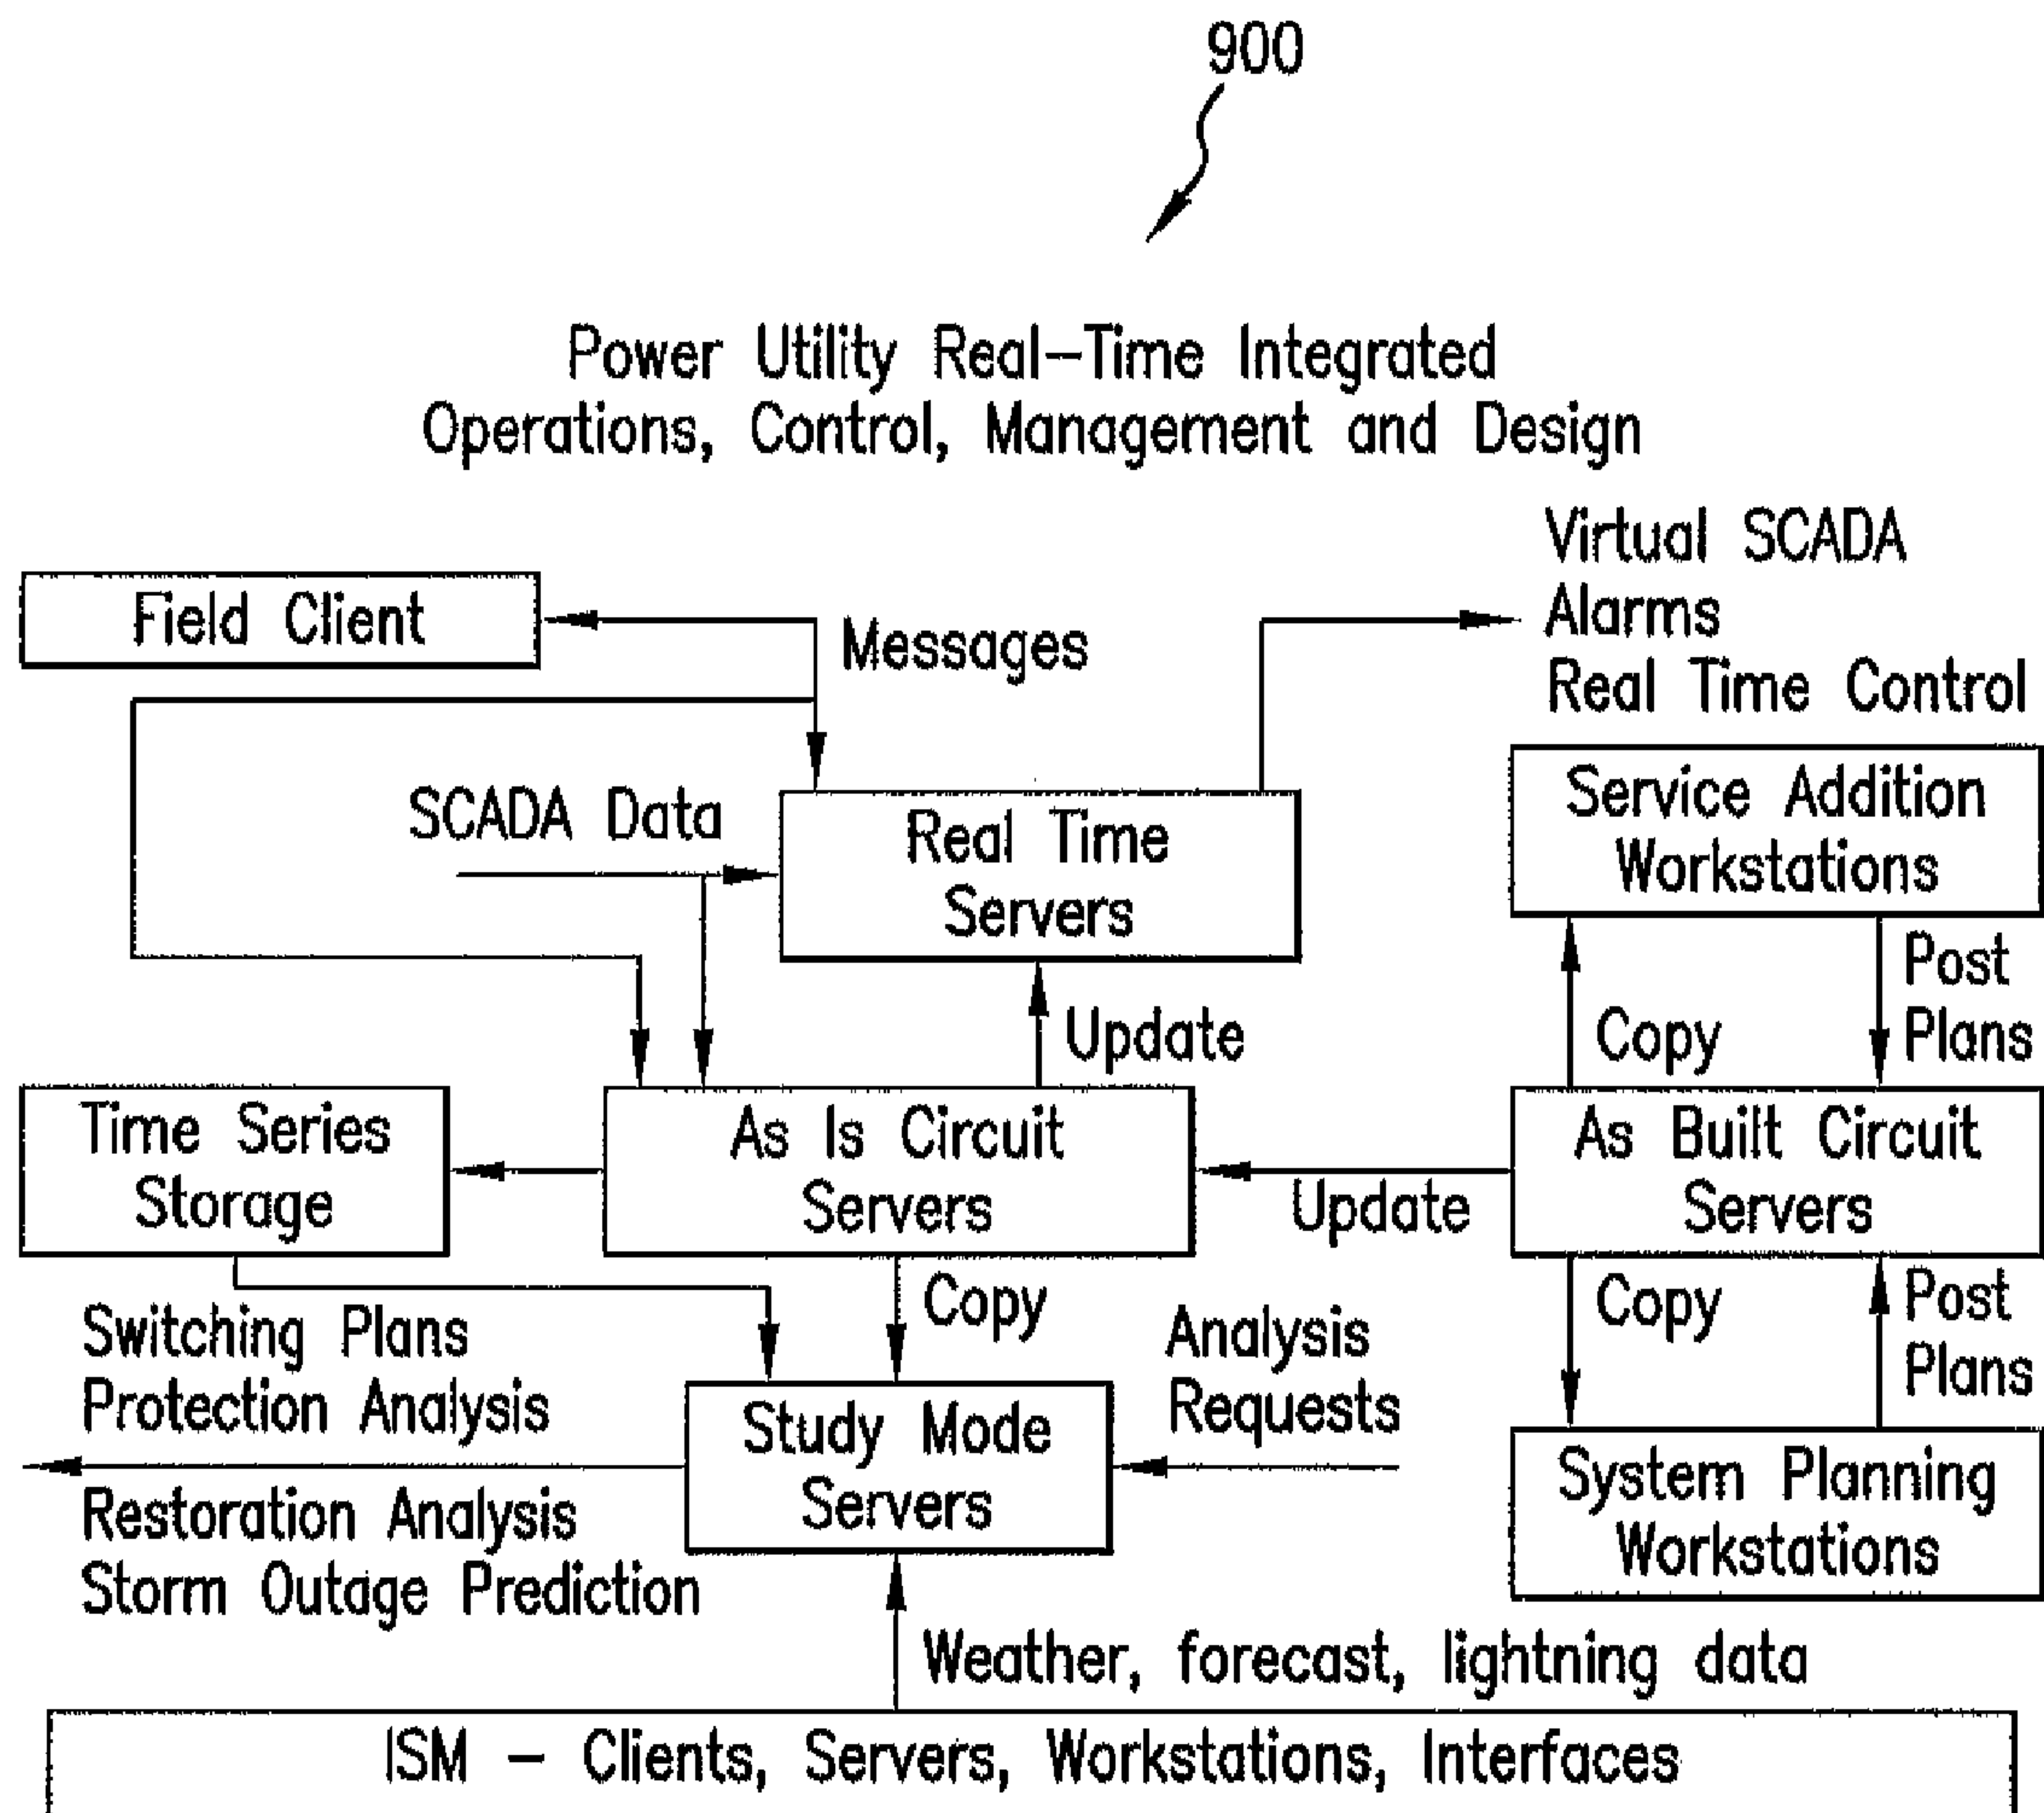 900
Power Utility Real-Time Integrated
Operations, Control, Management and Design
Virtual SCADA
Alarms
Real Time Control
Field Client
Messages
SCADA Data
Real Time
Servers
Service Addition
Workstations
Post
Plans
Copy
Update
Time Series
Storage
As Is Circuit
Servers
Update
As Built Circuit
Servers
Copy
Copy
Post
Plans
Switching Plans
Protection Analysis
Restoration Analysis
Storm Outage Prediction
Study Mode
Servers
Analysis
Requests
System Planning
Workstations
Weather, forecast, lightning data
ISM - Clients, Servers, Workstations, Interfaces